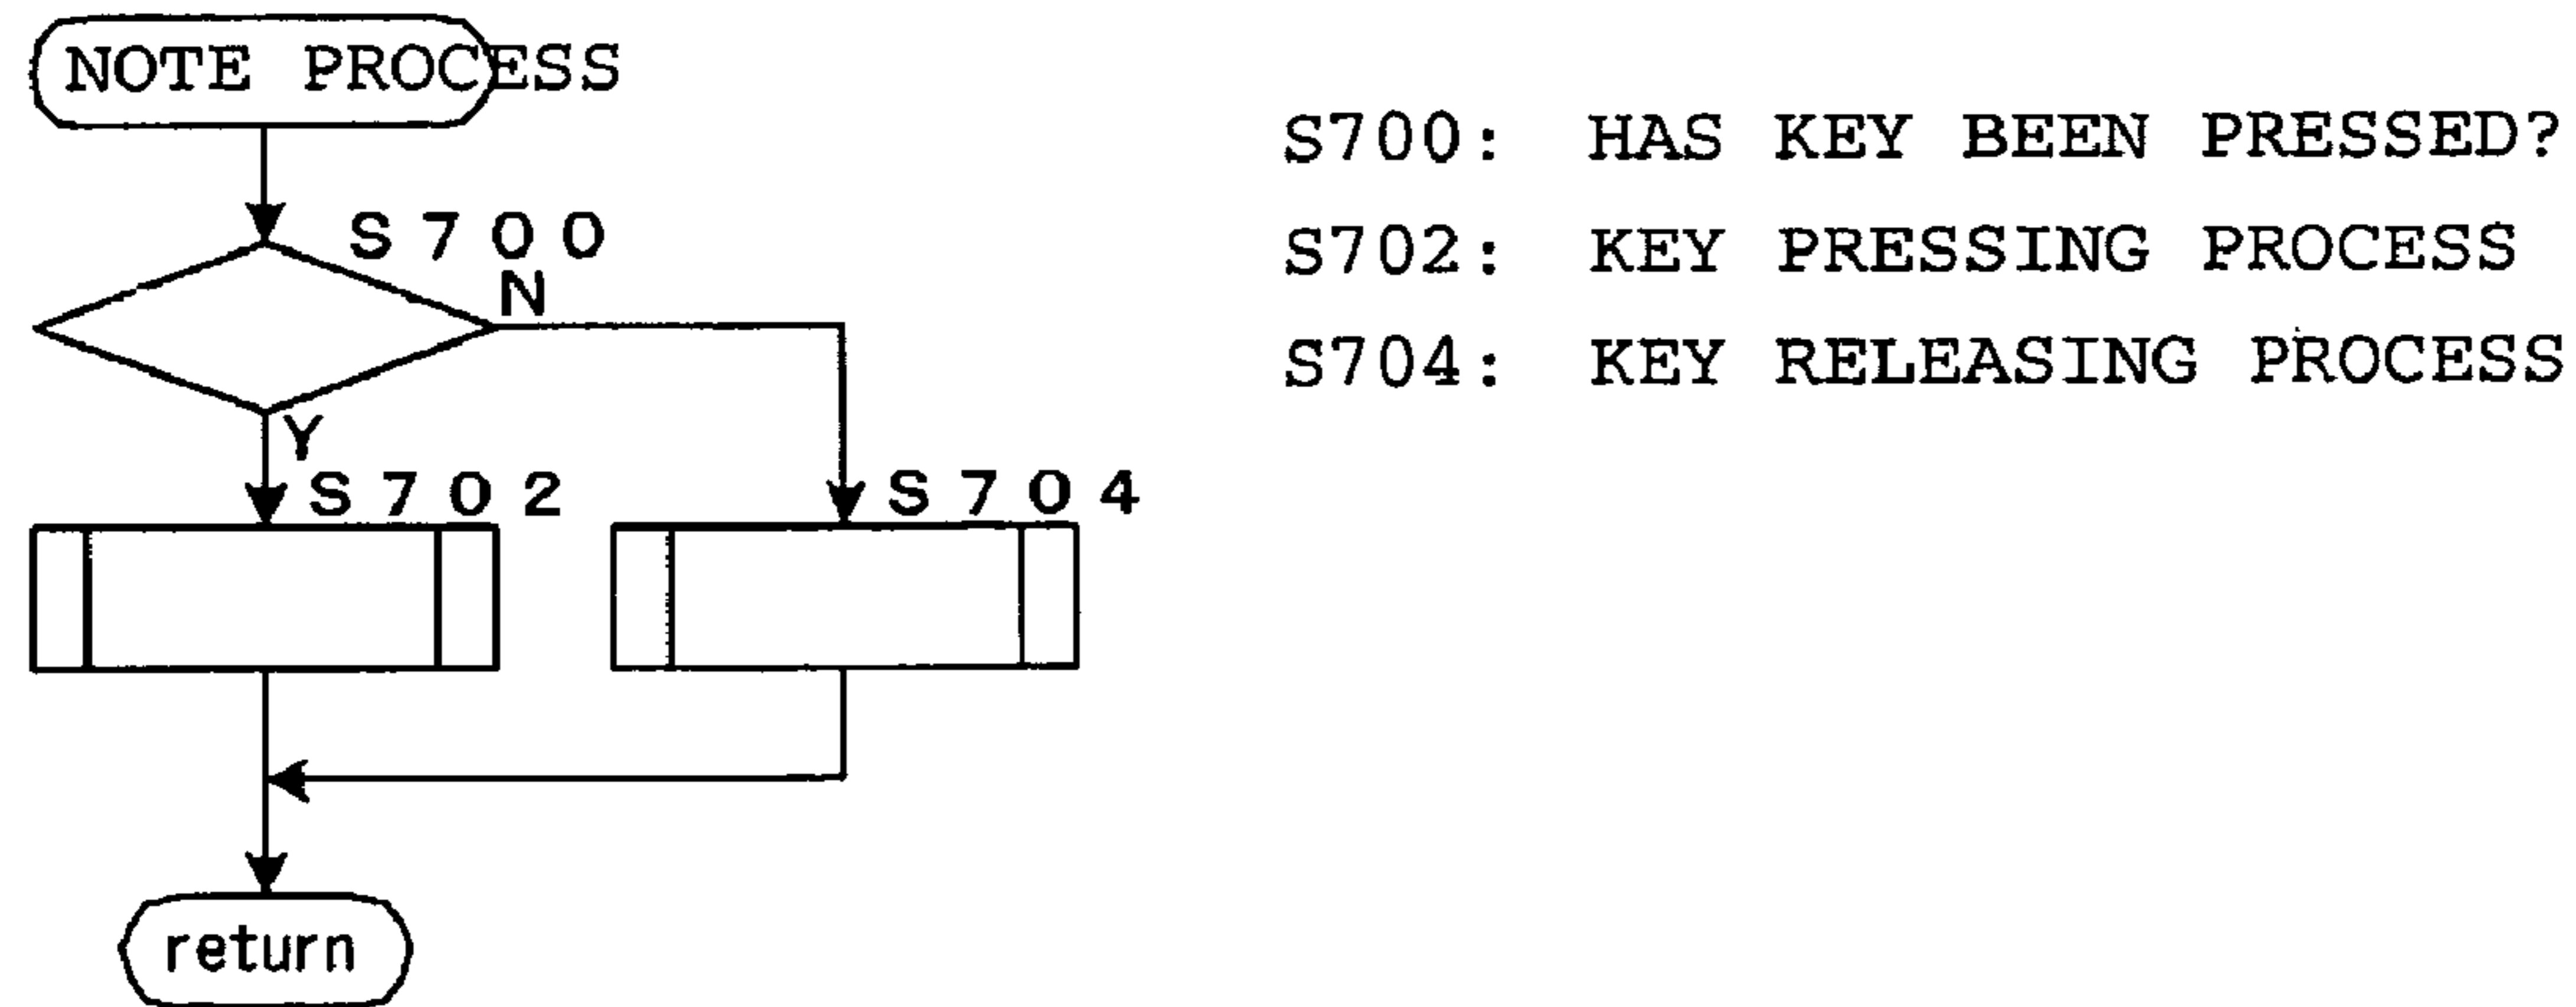 NOTE PROCESS
S700
N
Y
S702
S704
return
S700: HAS KEY BEEN PRESSED?
S702: KEY PRESSING PROCESS
S704: KEY RELEASING PROCESS